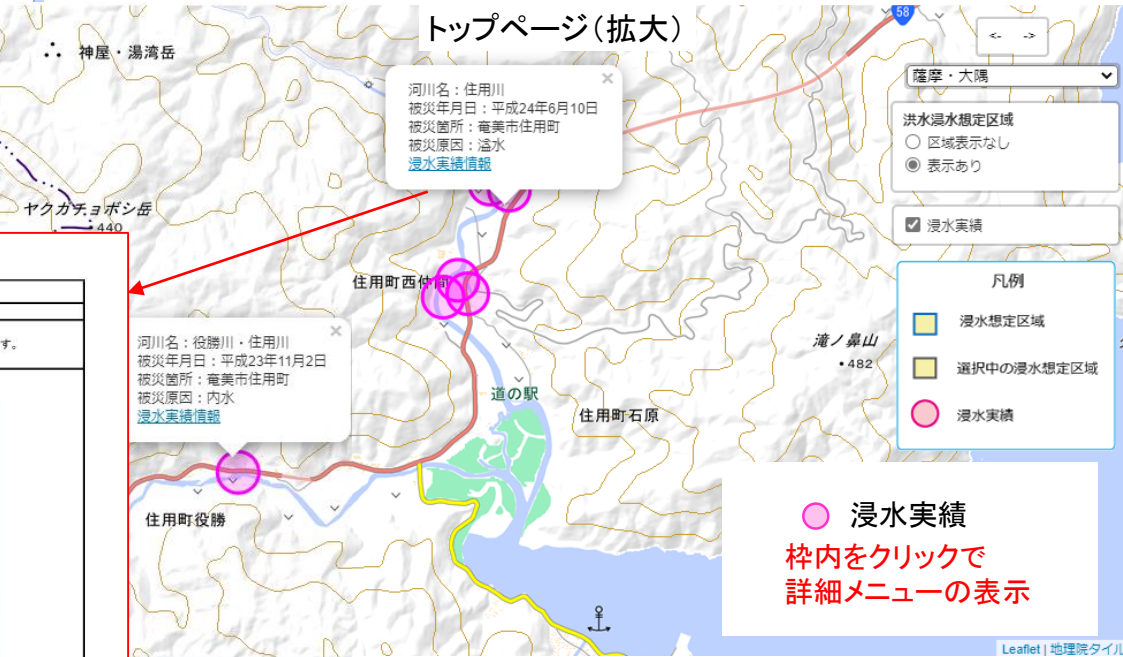 トップページ(拡大)
58
<- ->
神屋・湯湾岳
薩摩・大隅
河川名:住用川
被災年月日:平成24年6月10日
被災箇所:奄美市住用町
被災原因:溢水
浸水実績情報
×
洪水浸水想定区域
区域表示なし
表示あり
浸水実績
ヤクガチョボシ岳
440
住用町西仲間
す。
河川名:役勝川・住用川
被災年月日:平成23年11月2日
被災箇所:奄美市住用町
被災原因:内水
浸水実績情報
×
凡例
浸水想定区域
選択中の浸水想定区域
浸水実績
滝ノ鼻山
・482
道の駅
住用町石原
住用町役勝
浸水実績
枠内をクリックで
詳細メニューの表示
Leaflet | 地理院タイル